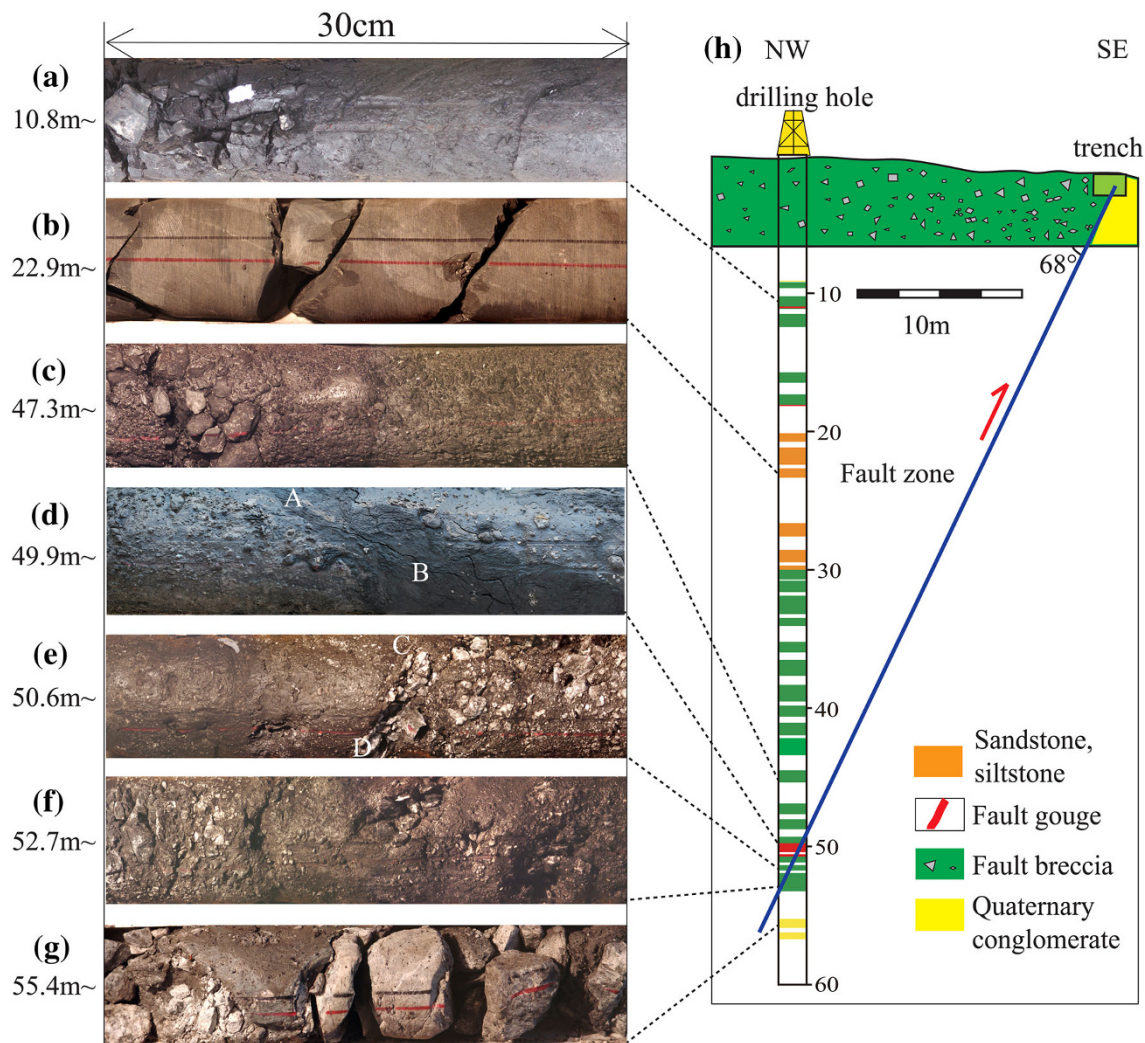 30cm
(a)
10.8m~
(b)
22.9m~
(c)
47.3m~
(d)
49.9m~
A
B
(e)
50.6m~
C
D
(f)
52.7m~
(g)
55.4m~
(h)
NW
SE
drilling hole
trench
68°
10
10m
20
Fault zone
30
40
50
60
Sandstone,
siltstone
Fault gouge
Fault breccia
Quaternary
conglomerate